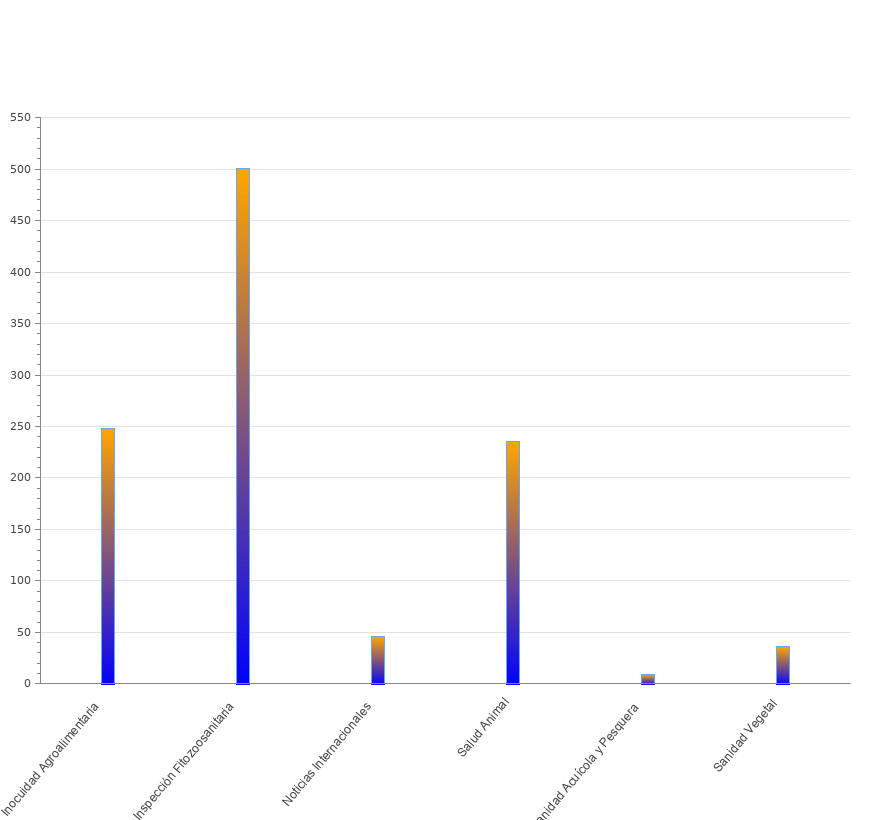 550
500
450
400
350
300
250
200
150
100
50
0
Inocuidad Agroalimentaria
Inspección Fitozoosanitaria
Noticias Internacionales
Salud Animal
anidad Acuícola y Pesquera
Sanidad Vegetal